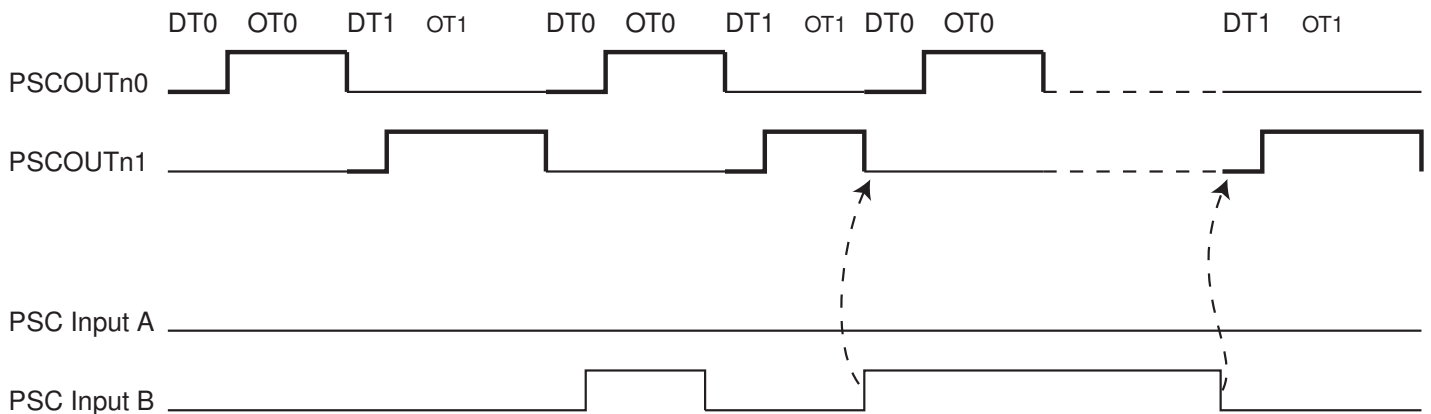 DT0 OT0 DT1 OT1 DT0 OT0 DT1 OT1 DT0 OT0 DT1 OT1
PSCOUTn0
PSCOUTn1
PSC Input A
PSC Input B